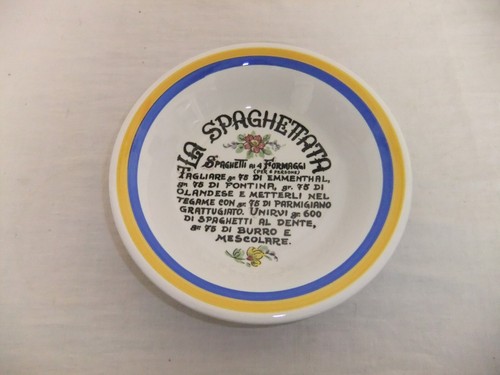 LA SPAGHETTATA
SPAGHETTI AI 4 FORMAGGI
(PER 6 PERSONE)
TAGLIARE gr. 75 DI EMMENTHAL,
gr. 75 DI FONTINA, gr. 75 DI
OLANDESE E METTERLI NEL
TEGAME CON gr. 75 DI PARMIGIANO
GRATTUGIATO. UNIRVI gr. 600
DI SPAGHETTI AL DENTE,
gr. 75 DI BURRO E
MESCOLARE.